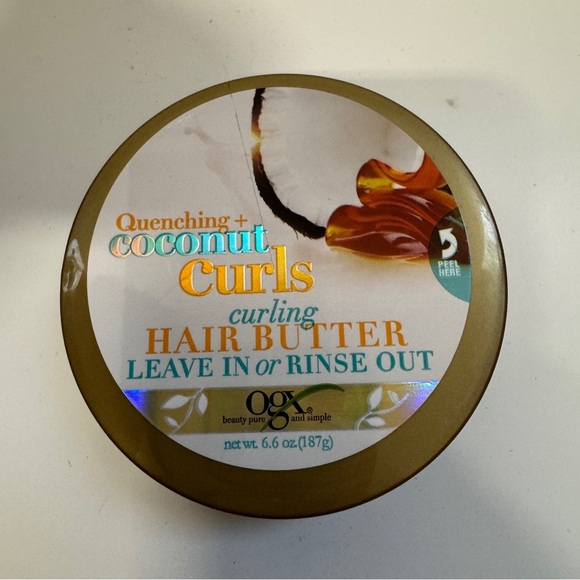 Quenching +
coconut
curls
curling
HAIR BUTTER
LEAVE IN or RINSE OUT
PEEL
HERE
ogx®
beauty pure and simple
net wt. 6.6 oz.(187g)